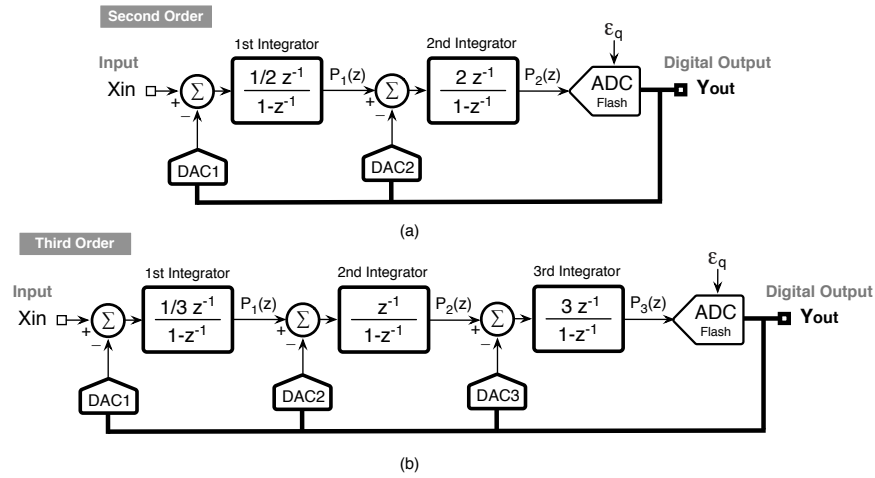 Second Order
1st Integrator
2nd Integrator
εq
Input
Digital Output
Xin
+
−
Σ
1/2 z-1
1-z-1
P1(z)
+
−
Σ
2 z-1
1-z-1
P2(z)
ADC
Flash
Yout
DAC1
DAC2
(a)
Third Order
1st Integrator
2nd Integrator
3rd Integrator
εq
Input
Digital Output
Xin
+
−
Σ
1/3 z-1
1-z-1
P1(z)
+
−
Σ
z-1
1-z-1
P2(z)
+
−
Σ
3 z-1
1-z-1
P3(z)
ADC
Flash
Yout
DAC1
DAC2
DAC3
(b)